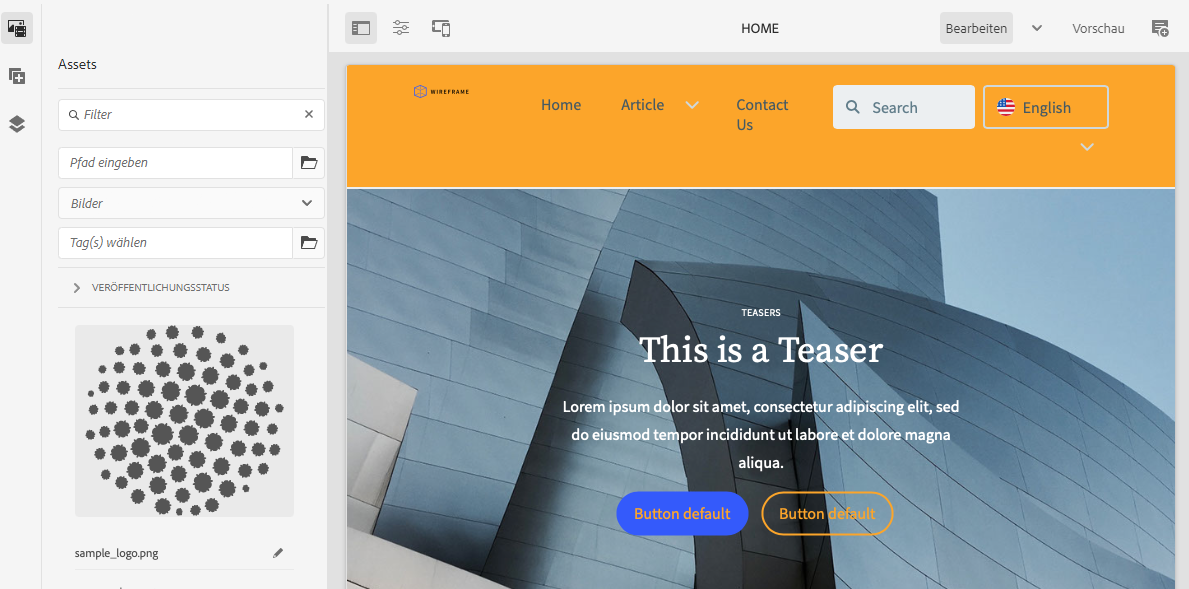 HOME
Bearbeiten
Vorschau
Assets
Filter
Pfad eingeben
Bilder
Tag(s) wählen
VERÖFFENTLICHUNGSSTATUS
sample_logo.png
WIREFRAME
Home
Article
Contact
Us
Search
English
TEASERS
This is a Teaser
Lorem ipsum dolor sit amet, consectetur adipiscing elit, sed
do eiusmod tempor incididunt ut labore et dolore magna
aliqua.
Button default
Button default